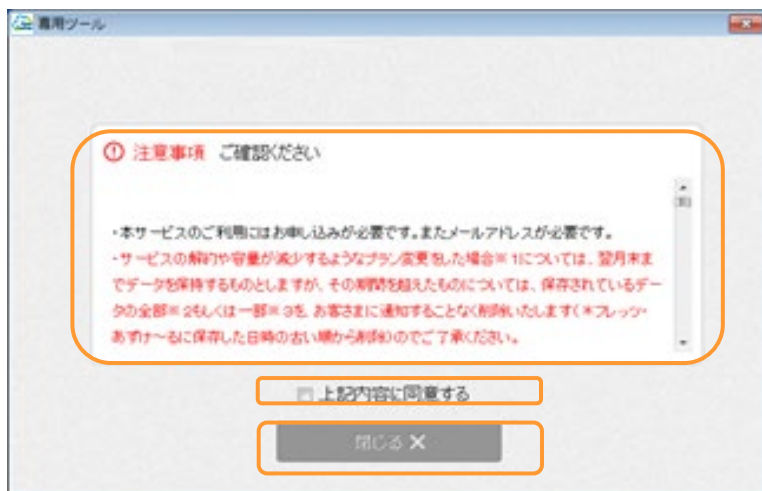 専用ツール
注意事項 ご確認ください
・本サービスのご利用にはお申し込みが必要です。またメールアドレスが必要です。
・サービスの解約や容量が減少するようなプラン変更をした場合※1については、翌月末ま
でデータを保持するものとしますが、その期間を超えたものについては、保存されているデー
タの全部※2もしくは一部※3を、お客さまに通知することなく削除いたします(*フレッツ・
あずけ～るに保存した日時の古い順から削除)のでご了承ください。
上記内容に同意する
閉じる ✕